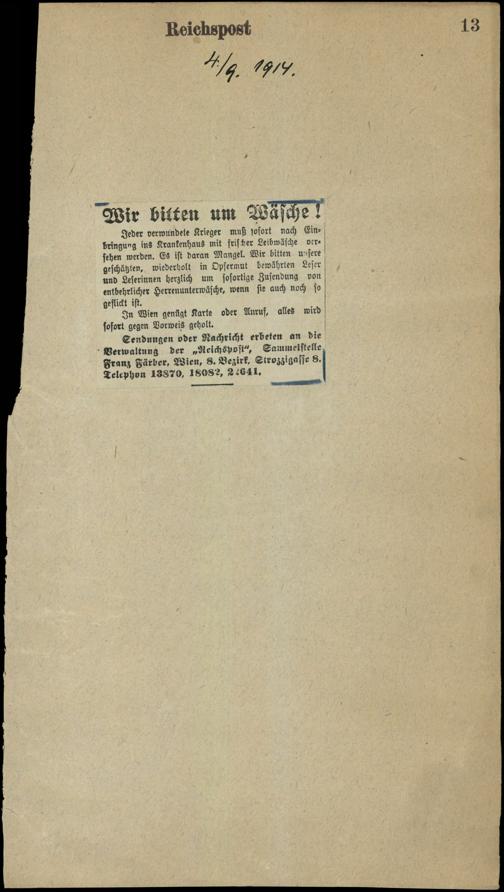 Reichspost
13
4./9. 1914.
Wir bitten um Wäsche!
Jeder verwundete Krieger muß sofort nach Ein-
bringung ins Krankenhaus mit frischer Leibwäsche ver-
sehen werden. Es ist daran Mangel. Wir bitten unsere
geschätzten, wiederholt in Opfermut bewährten Leser
und Leserinnen herzlich um sofortige Zusendung von
entbehrlicher Herrenunterwäsche, wenn sie auch noch so
geflickt ist.
In Wien genügt Karte oder Anruf, alles wird
sofort gegen Vorweis geholt.
Sendungen oder Nachricht erbeten an die
Verwaltung der „Reichspost“, Sammelstelle
Franz Färber, Wien, 8. Bezirk, Strozzigasse 8.
Telephon 13870, 18082,